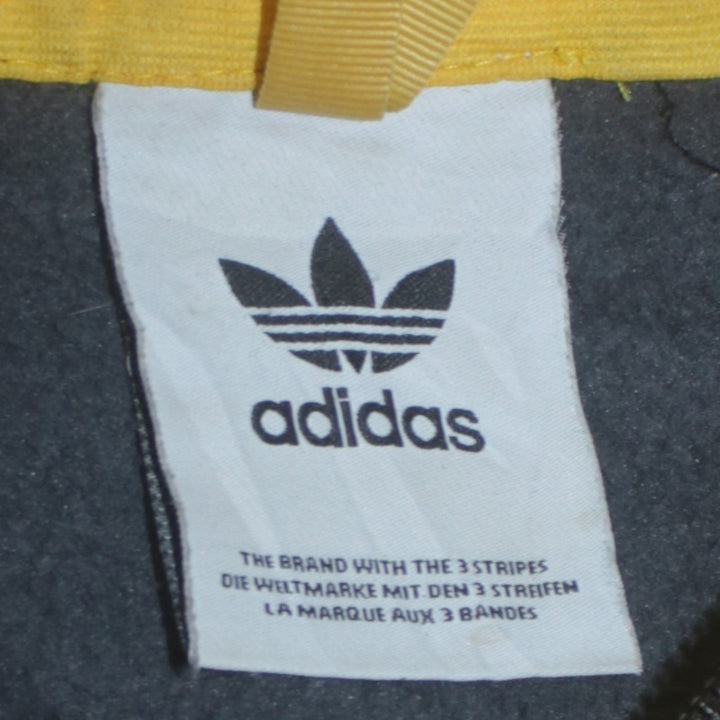 adidas
THE BRAND WITH THE 3 STRIPES
DIE WELTMARKE MIT DEN 3 STREIFEN
LA MARQUE AUX 3 BANDES